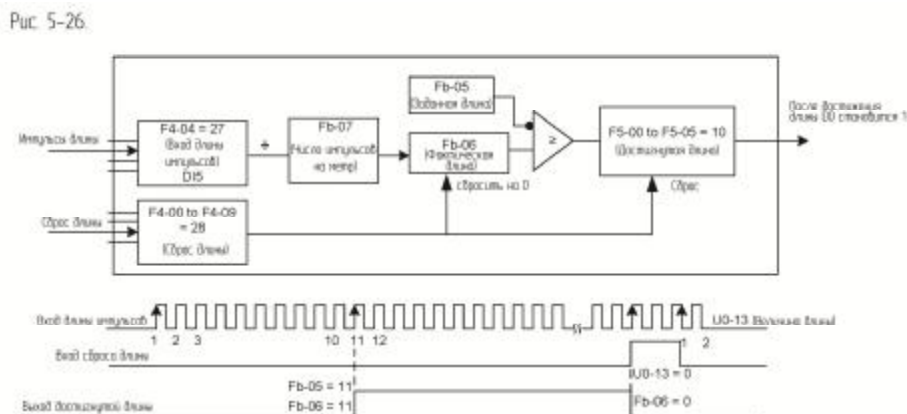 Рис. 5-26.
Fb-05
(Заданная длина)
После достижения
длины DO становится 1
Импульсы длины
F4-04 = 27
(Вход длины
импульсов)
DI5
÷
Fb-07
(Число импульсов
на метр)
Fb-06
(Фактическая
длина)
≥
F5-00 to F5-05 = 10
(Достигнутая длина)
сбросить на 0
Сброс
Сброс длины
F4-00 to F4-09
= 28
(Сброс длины)
Вход длины импульсов
1 2 3 10 11 12 1 2
U0-13 (Величина длины)
Вход сброса длины
U0-13 = 0
Fb-05 = 11
Выход достигнутой длины
Fb-06 = 11
Fb-06 = 0